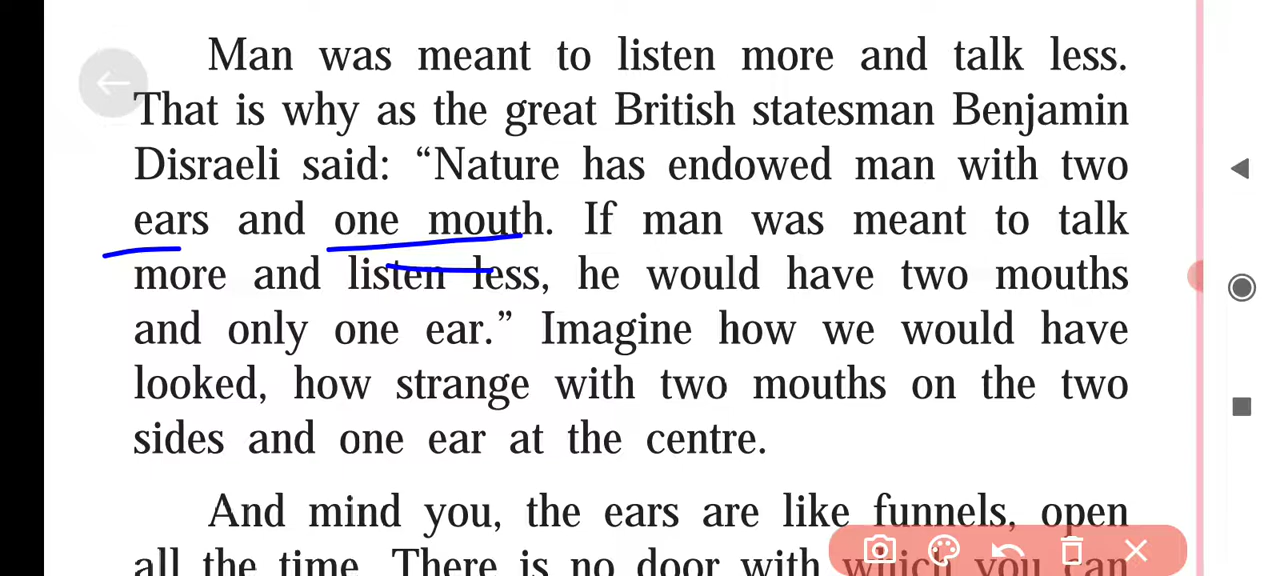 Man was meant to listen more and talk less.
That is why as the great British statesman Benjamin
Disraeli said: “Nature has endowed man with two
ears and one mouth. If man was meant to talk
more and listen less, he would have two mouths
and only one ear.” Imagine how we would have
looked, how strange with two mouths on the two
sides and one ear at the centre.
And mind you, the ears are like funnels, open
all the time. There is no door with which you can